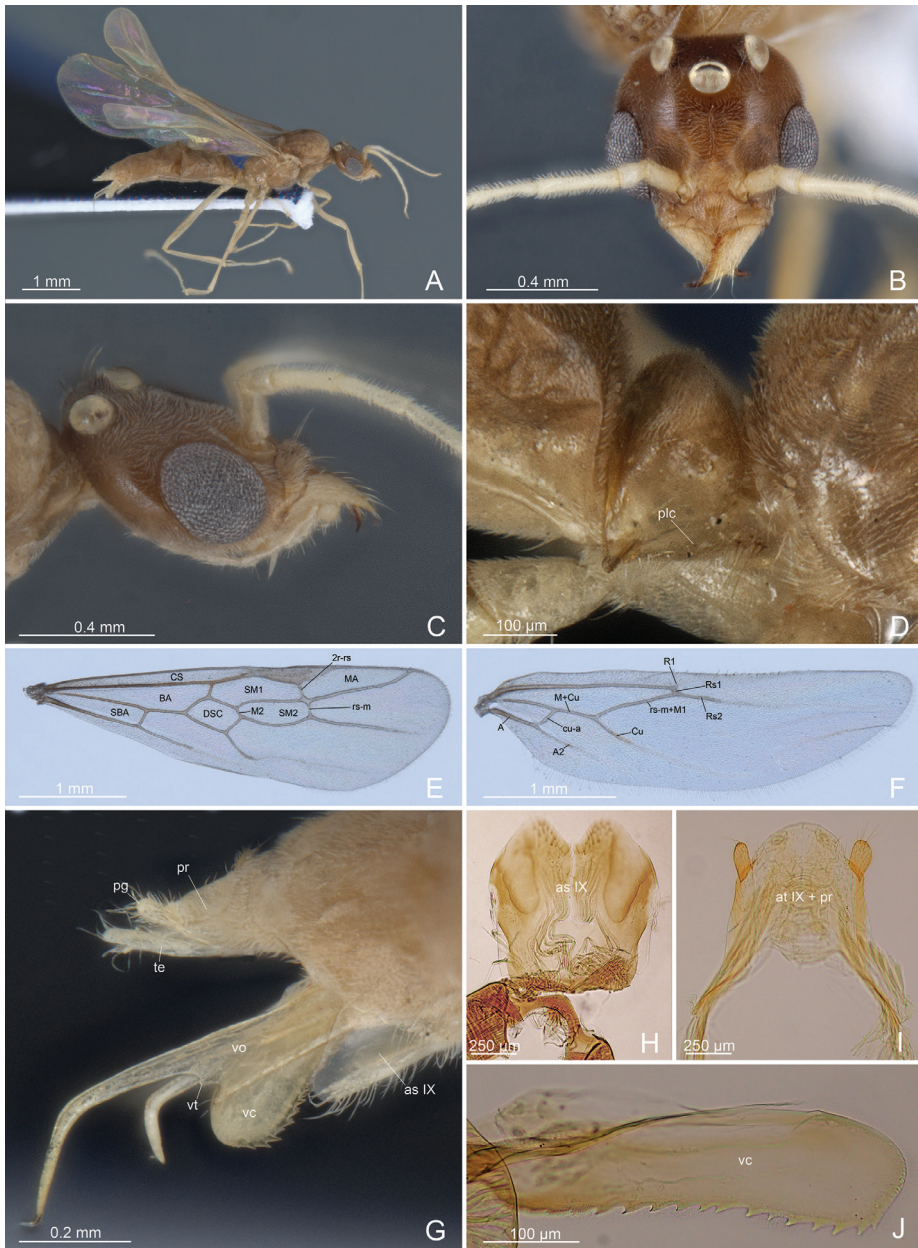 1 mm
A
0.4 mm
B
0.4 mm
C
plc
100 µm
D
2r-rs
CS
MA
SM1
BA
SBA
DSC
M2
SM2
rs-m
1 mm
E
R1
Rs1
M+Cu
rs-m+M1
Rs2
A
cu-a
A2
Cu
1 mm
F
pr
pg
te
vo
vt
vc
as IX
0.2 mm
G
as IX
250 µm
H
at IX + pr
250 µm
I
vc
100 µm
J